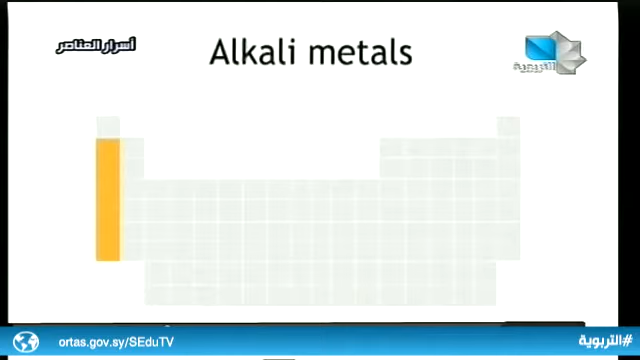 أسرار العناصر
Alkali metals
التربوية
ortas.gov.sy/SEduTV
#التربوية